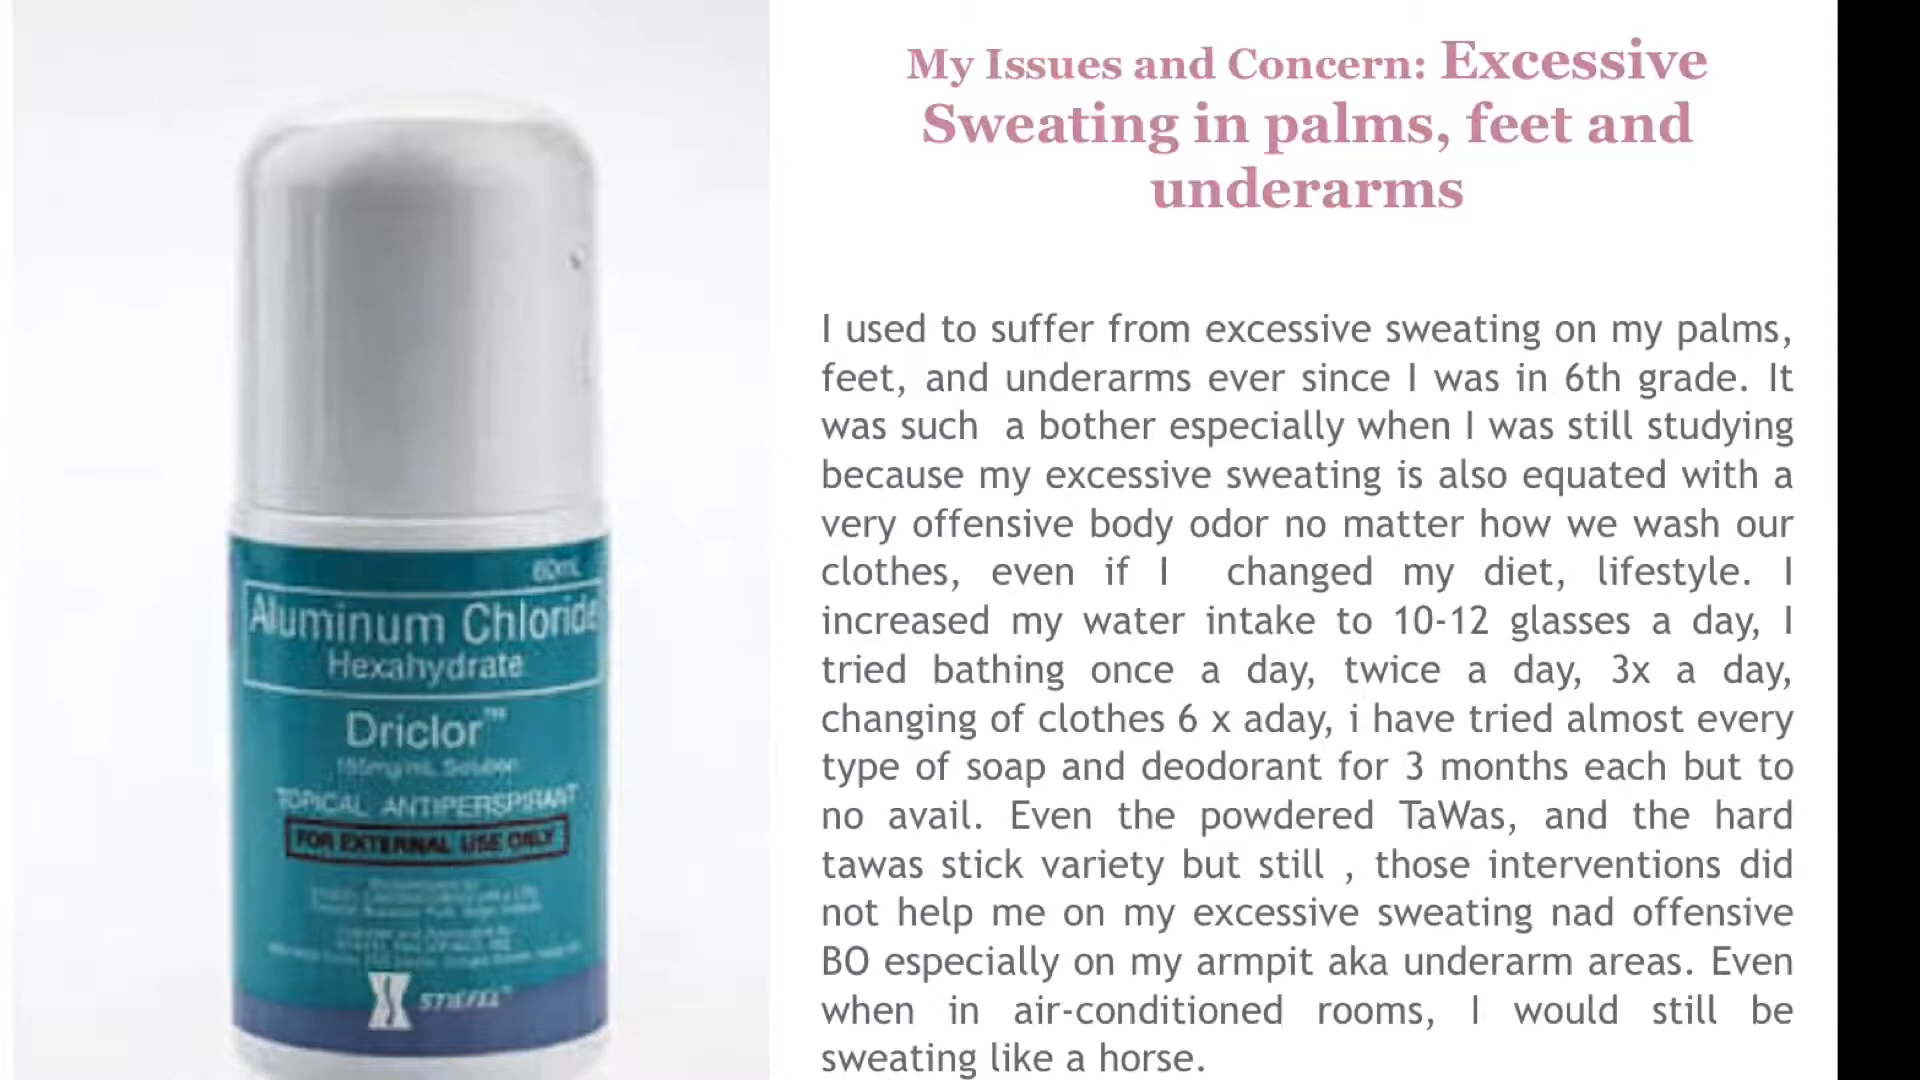 My Issues and Concern: Excessive
Sweating in palms, feet and
underarms
I used to suffer from excessive sweating on my palms,
feet, and underarms ever since I was in 6th grade. It
was such a bother especially when I was still studying
because my excessive sweating is also equated with a
very offensive body odor no matter how we wash our
clothes, even if I changed my diet, lifestyle. I
increased my water intake to 10-12 glasses a day, I
tried bathing once a day, twice a day, 3x a day,
changing of clothes 6 x aday, i have tried almost every
type of soap and deodorant for 3 months each but to
no avail. Even the powdered TaWas, and the hard
tawas stick variety but still , those interventions did
not help me on my excessive sweating nad offensive
BO especially on my armpit aka underarm areas. Even
when in air-conditioned rooms, I would still be
sweating like a horse.
60mL
Aluminum Chloride
Hexahydrate
Driclor™
Solution
TOPICAL ANTIPERSPIRANT
FOR EXTERNAL USE ONLY
STIEFEL